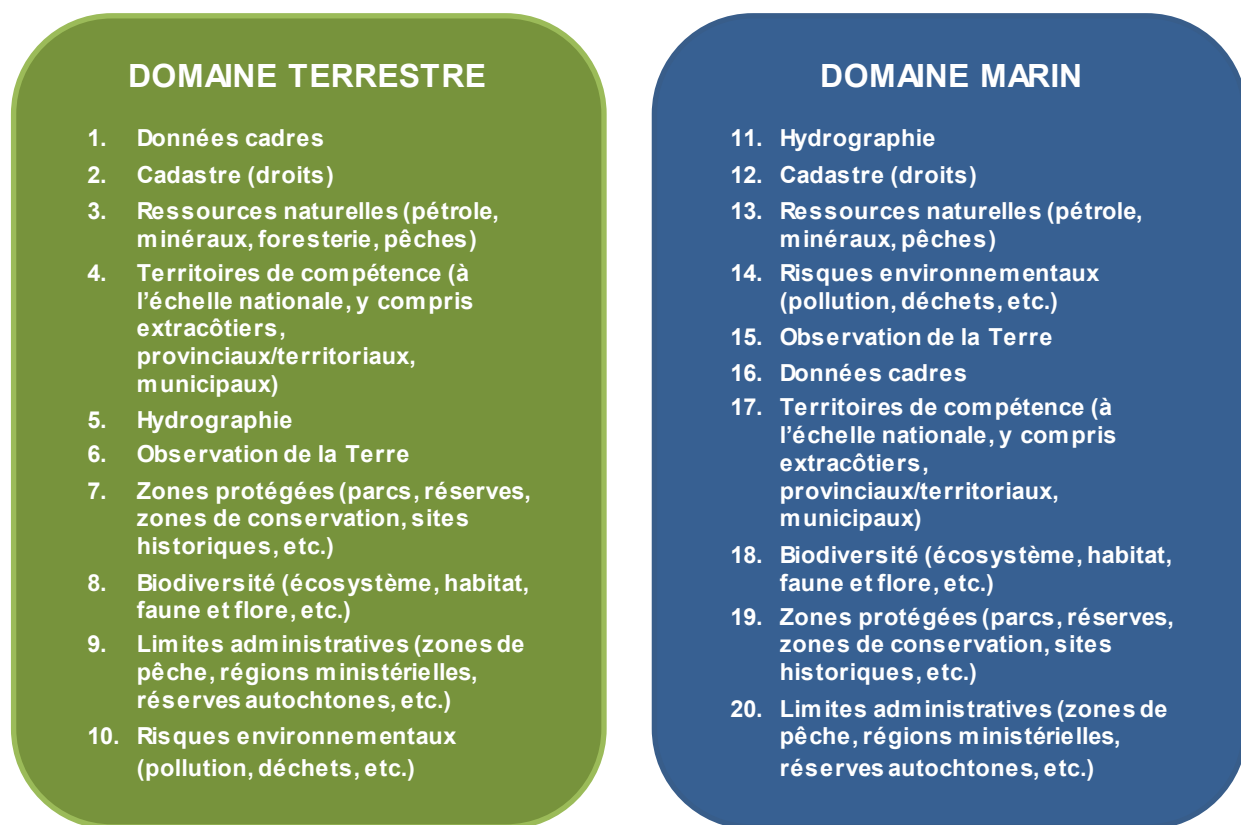 DOMAINE TERRESTRE
1. Données cadres
2. Cadastre (droits)
3. Ressources naturelles (pétrole,
minéraux, foresterie, pêches)
4. Territoires de compétence (à
l’échelle nationale, y compris
extracôtiers,
provinciaux/territoriaux,
municipaux)
5. Hydrographie
6. Observation de la Terre
7. Zones protégées (parcs, réserves,
zones de conservation, sites
historiques, etc.)
8. Biodiversité (écosystème, habitat,
faune et flore, etc.)
9. Limites administratives (zones de
pêche, régions ministérielles,
réserves autochtones, etc.)
10. Risques environnementaux
(pollution, déchets, etc.)
DOMAINE MARIN
11. Hydrographie
12. Cadastre (droits)
13. Ressources naturelles (pétrole,
minéraux, pêches)
14. Risques environnementaux
(pollution, déchets, etc.)
15. Observation de la Terre
16. Données cadres
17. Territoires de compétence (à
l’échelle nationale, y compris
extracôtiers,
provinciaux/territoriaux,
municipaux)
18. Biodiversité (écosystème, habitat,
faune et flore, etc.)
19. Zones protégées (parcs, réserves,
zones de conservation, sites
historiques, etc.)
20. Limites administratives (zones de
pêche, régions ministérielles,
réserves autochtones, etc.)